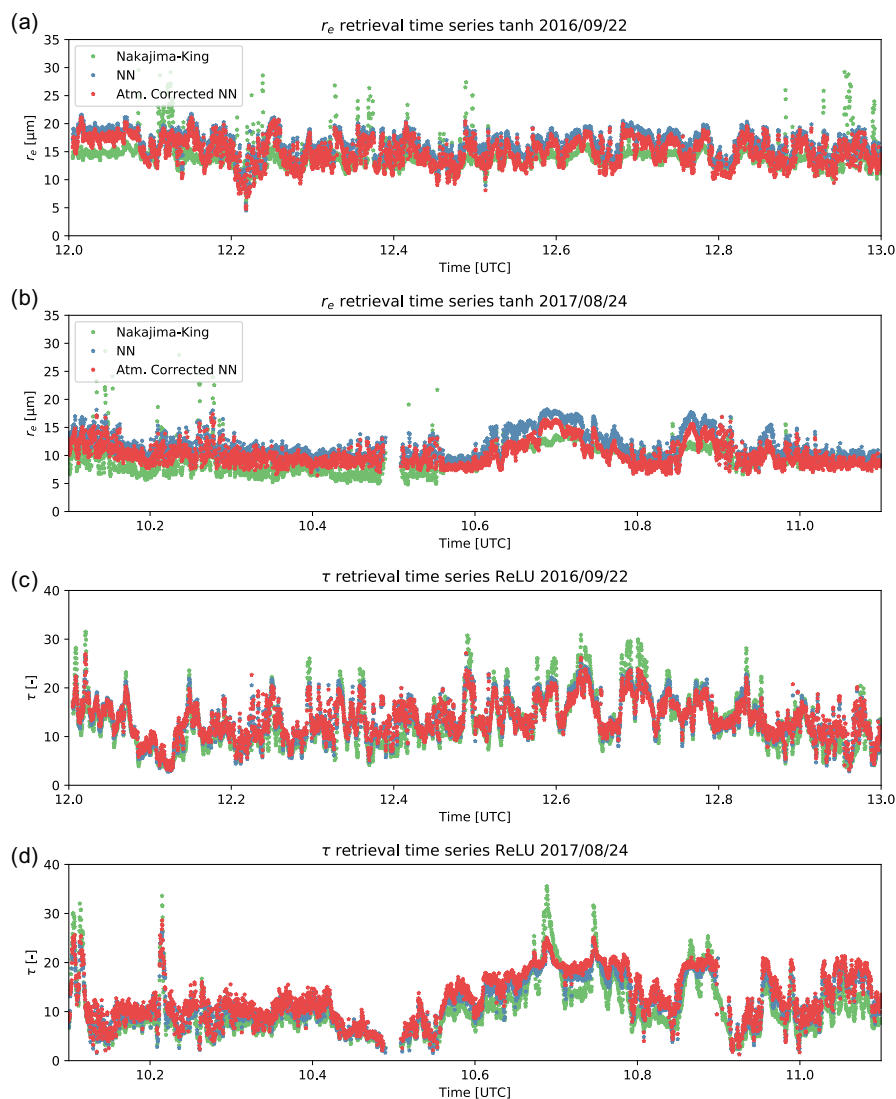 (a)
r_e retrieval time series tanh 2016/09/22
35
30
25
20
15
10
5
0
r_e [μm]
Nakajima-King
NN
Atm. Corrected NN
12.0 12.2 12.4 12.6 12.8 13.0
Time [UTC]
(b)
r_e retrieval time series tanh 2017/08/24
35
30
25
20
15
10
5
0
r_e [μm]
Nakajima-King
NN
Atm. Corrected NN
10.2 10.4 10.6 10.8 11.0
Time [UTC]
(c)
τ retrieval time series ReLU 2016/09/22
40
30
20
10
0
τ [-]
12.0 12.2 12.4 12.6 12.8 13.0
Time [UTC]
(d)
τ retrieval time series ReLU 2017/08/24
40
30
20
10
0
τ [-]
10.2 10.4 10.6 10.8 11.0
Time [UTC]